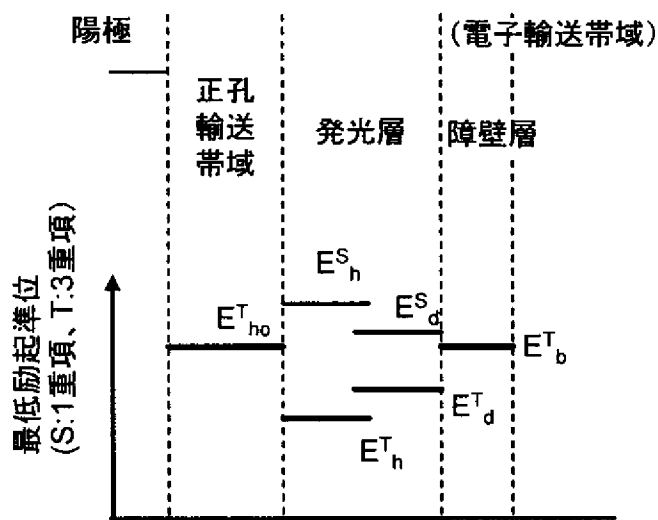 陽極
(電子輸送帯域)
正孔
輸送
帯域
発光層
障壁層
最低励起準位
(S:1重項、T:3重項)
E^S_h
E^S_d
E^T_ho
E^T_b
E^T_d
E^T_h